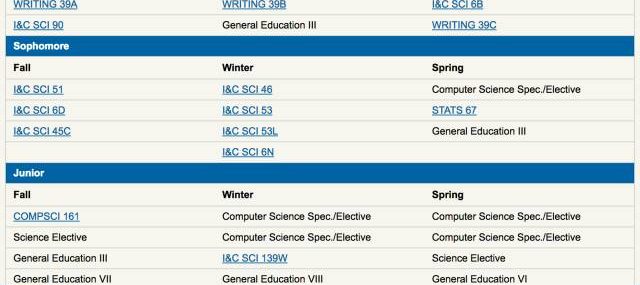 WRITING 39A WRITING 39B I&C SCI 6B
I&C SCI 90 General Education III WRITING 39C
Sophomore
Fall Winter Spring
I&C SCI 51 I&C SCI 46 Computer Science Spec./Elective
I&C SCI 6D I&C SCI 53 STATS 67
I&C SCI 45C I&C SCI 53L General Education III
I&C SCI 6N
Junior
Fall Winter Spring
COMPSCI 161 Computer Science Spec./Elective Computer Science Spec./Elective
Science Elective Computer Science Spec./Elective Computer Science Spec./Elective
General Education III I&C SCI 139W Science Elective
General Education VII General Education VIII General Education VI